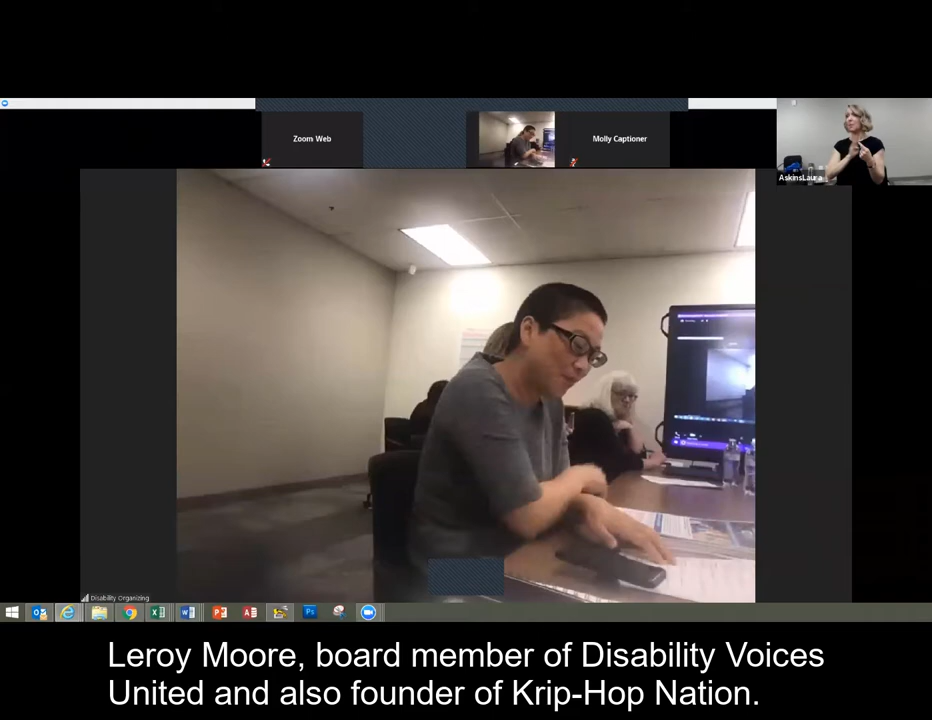 Zoom Web
Molly Captioner
AskinsLaura
Disability Organizing
Leroy Moore, board member of Disability Voices
United and also founder of Krip-Hop Nation.